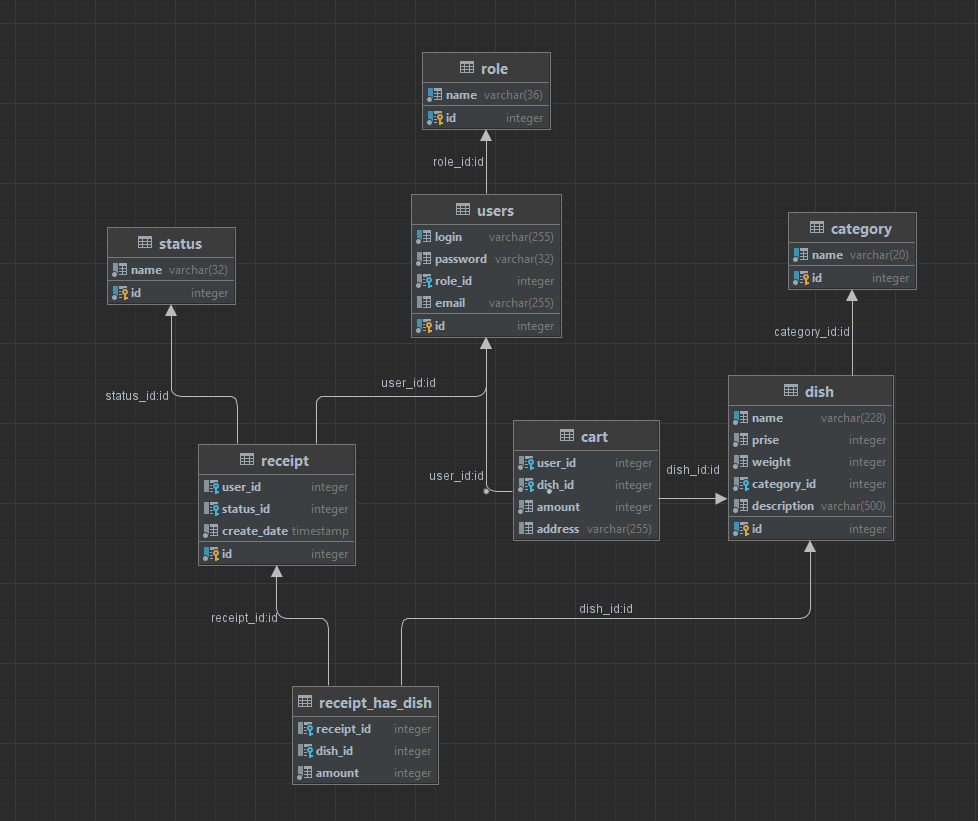 role
name varchar(36)
id integer
role_id:id
users
login varchar(255)
password varchar(32)
role_id integer
email varchar(255)
id integer
status
name varchar(32)
id integer
category
name varchar(20)
id integer
category_id:id
user_id:id
status_id:id
dish
name varchar(228)
prise integer
weight integer
category_id integer
description varchar(500)
id integer
cart
user_id integer
dish_id integer
amount integer
address varchar(255)
user_id:id
dish_id:id
receipt
user_id integer
status_id integer
create_date timestamp
id integer
receipt_id:id
dish_id:id
receipt_has_dish
receipt_id integer
dish_id integer
amount integer